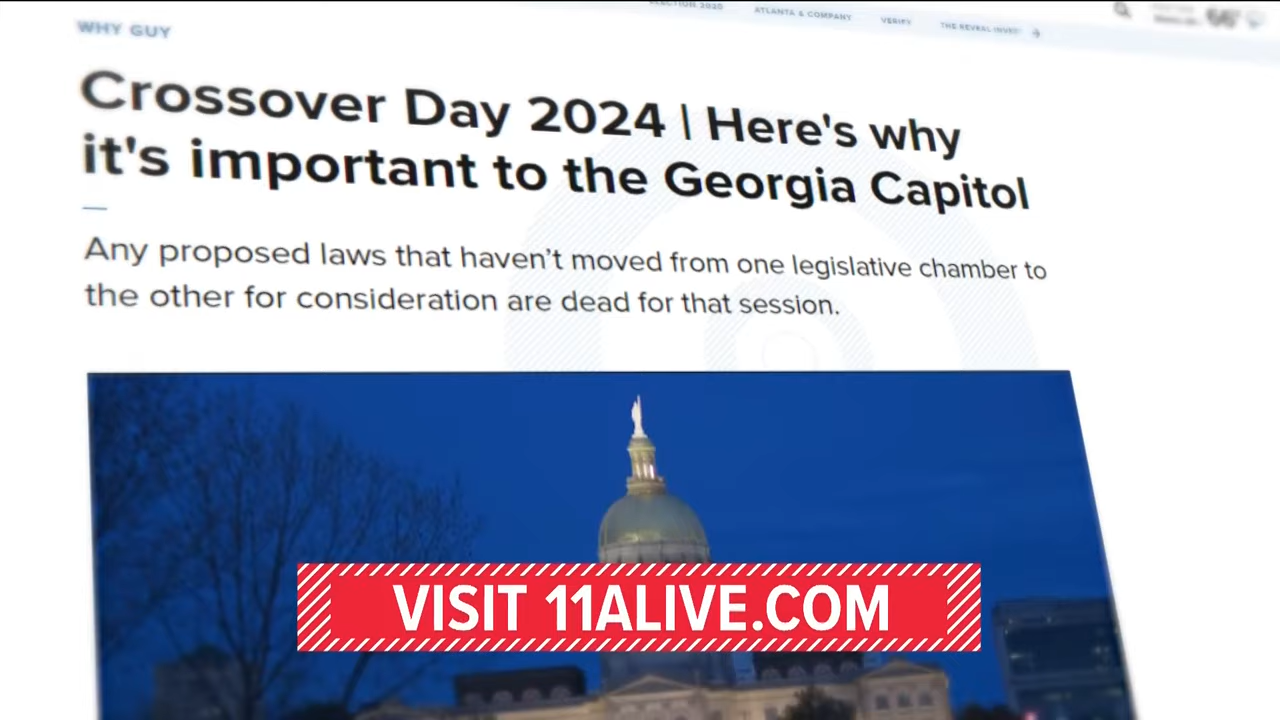 ATLANTA & COMPANY
VERIFY
WHY GUY
Crossover Day 2024 | Here's why
it's important to the Georgia Capitol
Any proposed laws that haven’t moved from one legislative chamber to
the other for consideration are dead for that session.
VISIT 11ALIVE.COM